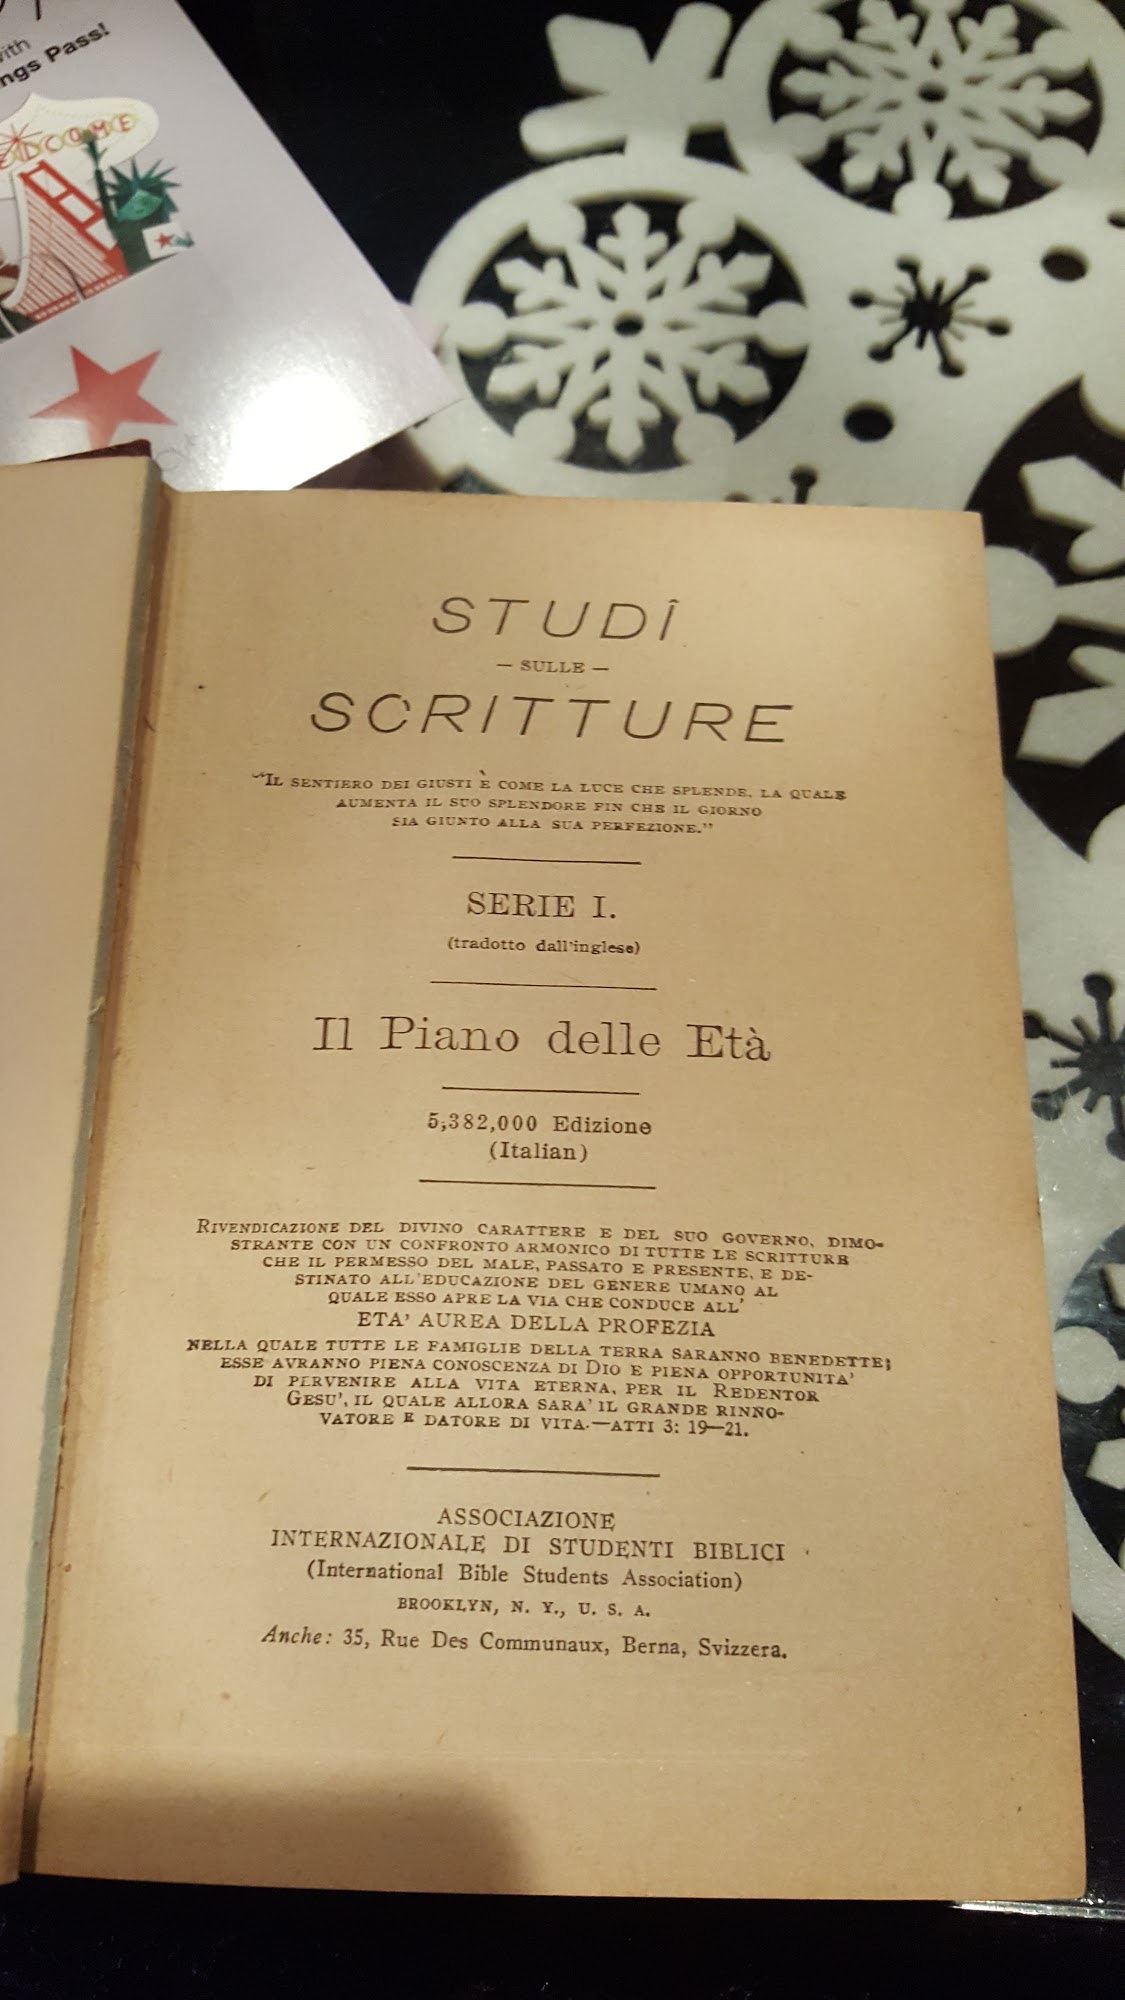 with
ngs Pass!
STUDÎ
— SULLE —
SCRITTURE
"IL SENTIERO DEI GIUSTI È COME LA LUCE CHE SPLENDE, LA QUALE
AUMENTA IL SUO SPLENDORE FIN CHE IL GIORNO
SIA GIUNTO ALLA SUA PERFEZIONE."
SERIE I.
(tradotto dall'inglese)
Il Piano delle Età
5,382,000 Edizione
(Italian)
RIVENDICAZIONE DEL DIVINO CARATTERE E DEL SUO GOVERNO, DIMO-
STRANTE CON UN CONFRONTO ARMONICO DI TUTTE LE SCRITTURE
CHE IL PERMESSO DEL MALE, PASSATO E PRESENTE, E DE-
STINATO ALL'EDUCAZIONE DEL GENERE UMANO AL
QUALE ESSO APRE LA VIA CHE CONDUCE ALL'
ETA' AUREA DELLA PROFEZIA
NELLA QUALE TUTTE LE FAMIGLIE DELLA TERRA SARANNO BENEDETTE;
ESSE AVRANNO PIENA CONOSCENZA DI DIO E PIENA OPPORTUNITA'
DI PERVENIRE ALLA VITA ETERNA, PER IL REDENTOR
GESU', IL QUALE ALLORA SARA' IL GRANDE RINNO-
VATORE E DATORE DI VITA.—ATTI 3: 19—21.
ASSOCIAZIONE
INTERNAZIONALE DI STUDENTI BIBLICI
(International Bible Students Association)
BROOKLYN, N. Y., U. S. A.
Anche: 35, Rue Des Communaux, Berna, Svizzera.